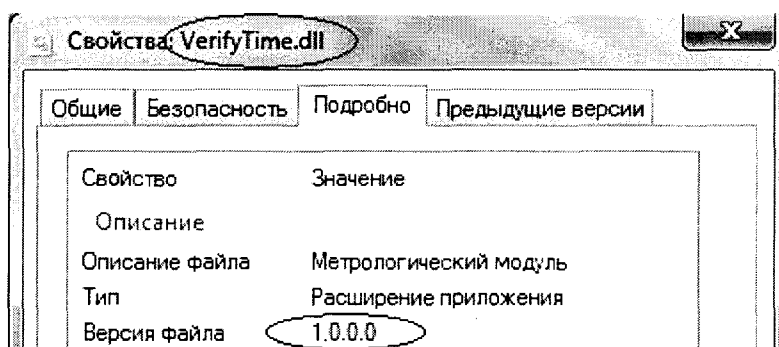 Свойства: VerifyTime.dll
Общие Безопасность Подробно Предыдущие версии
Свойство Значение
Описание
Описание файла Метрологический модуль
Тип Расширение приложения
Версия файла 1.0.0.0